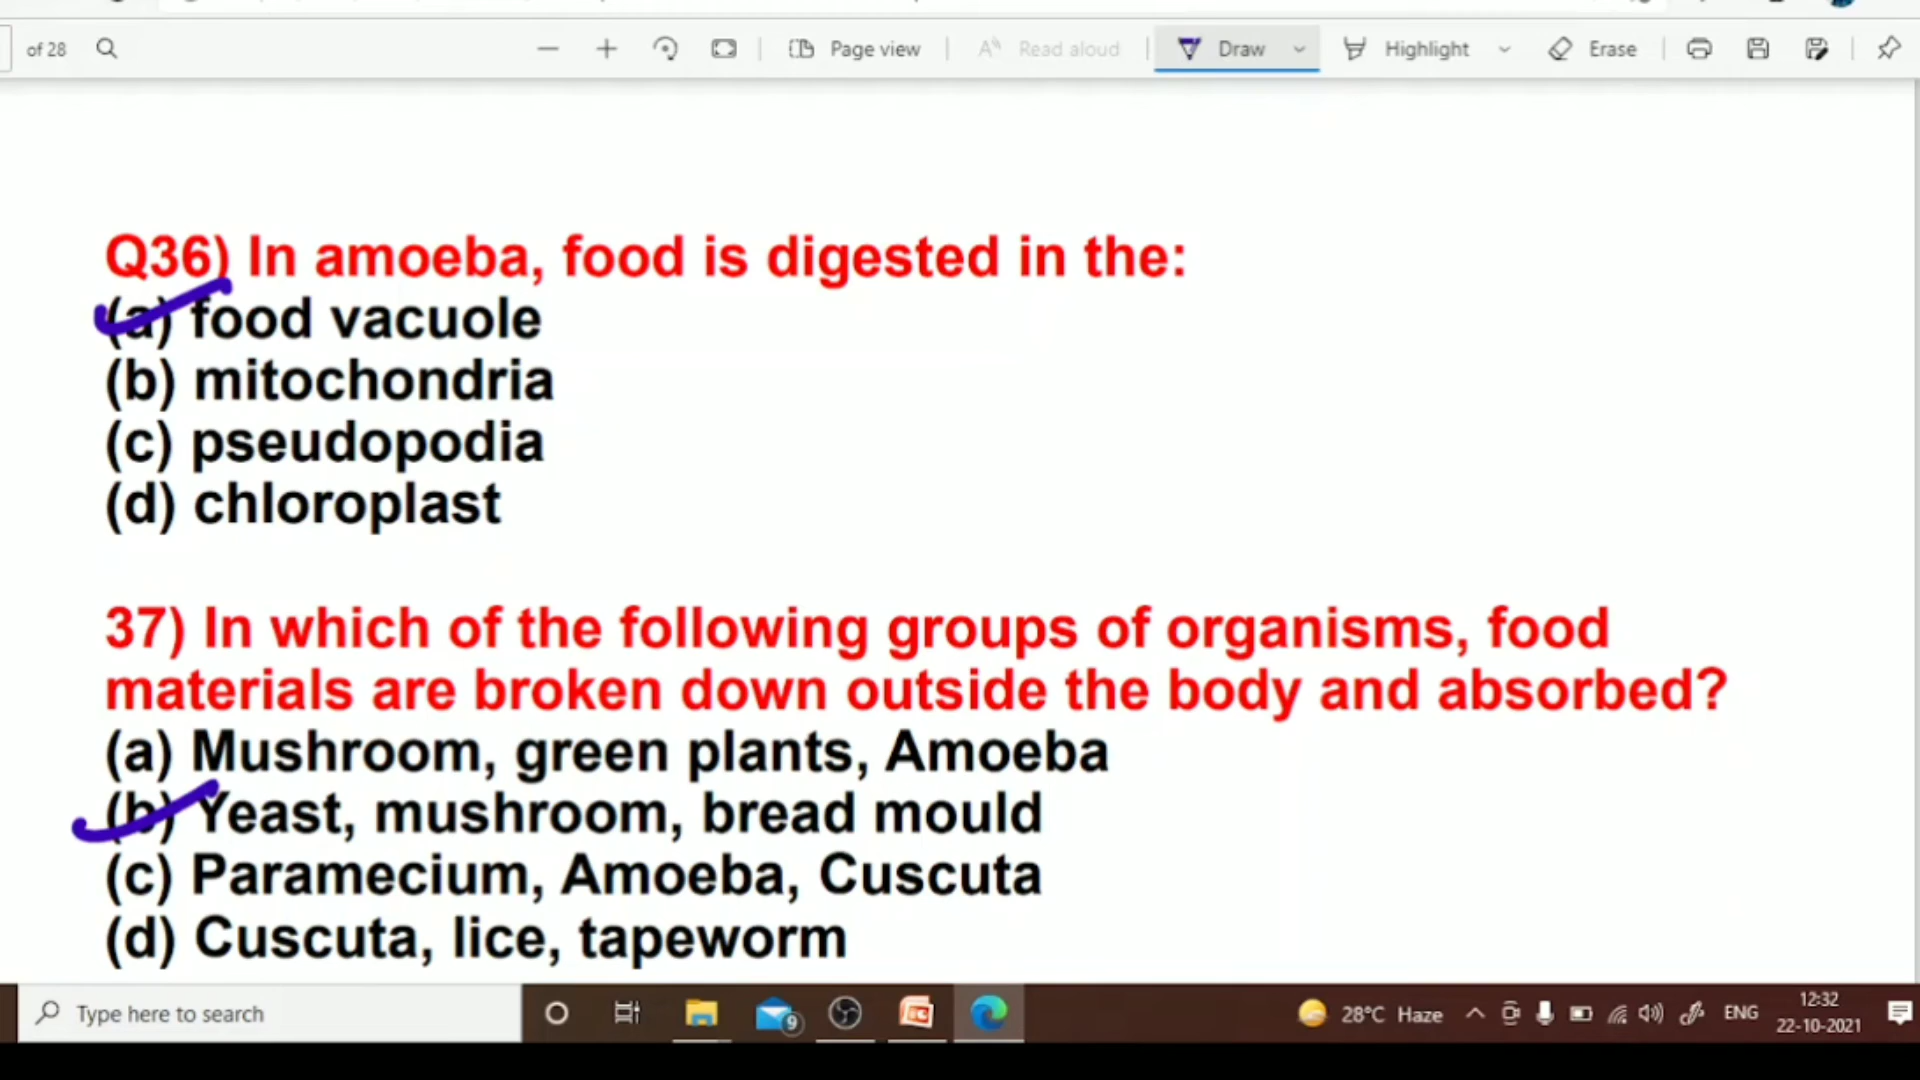 of 28
Page view
Read aloud
Draw
Highlight
Erase
Q36) In amoeba, food is digested in the:
(a) food vacuole
(b) mitochondria
(c) pseudopodia
(d) chloroplast
37) In which of the following groups of organisms, food
materials are broken down outside the body and absorbed?
(a) Mushroom, green plants, Amoeba
(b) Yeast, mushroom, bread mould
(c) Paramecium, Amoeba, Cuscuta
(d) Cuscuta, lice, tapeworm
Type here to search
9
28°C Haze
ENG
12:32
22-10-2021